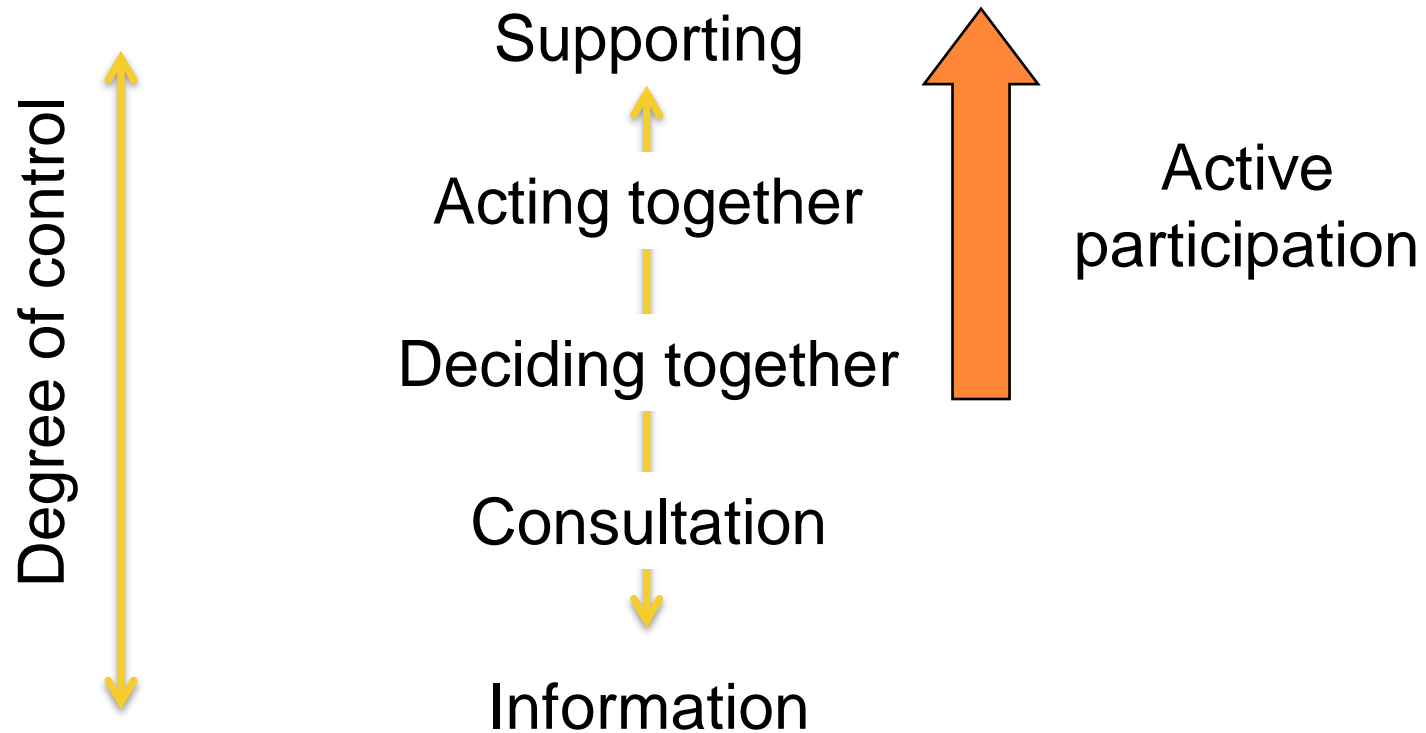 Degree of control
Supporting
Acting together
Deciding together
Consultation
Information
Active
participation